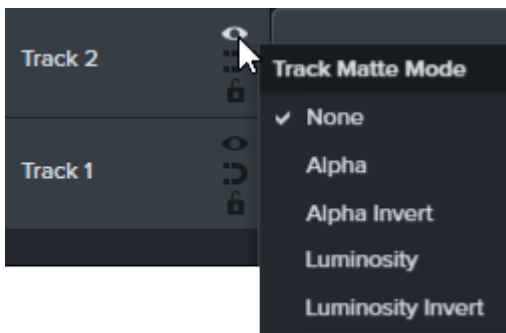 Track 2
Track Matte Mode
None
Alpha
Track 1
Alpha Invert
Luminosity
Luminosity Invert